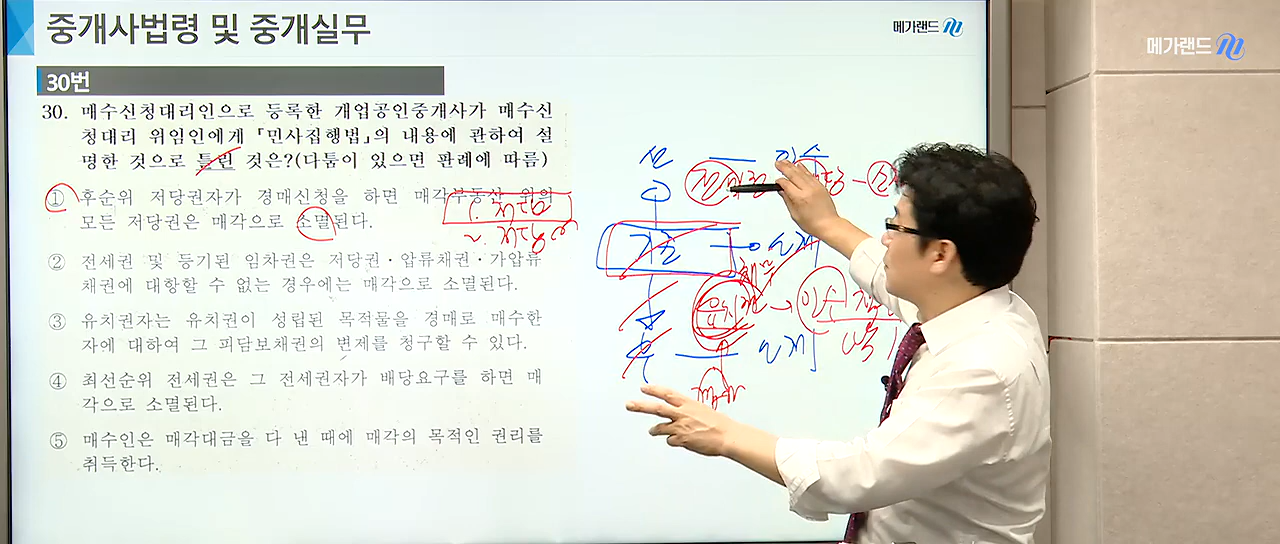 중개사법령 및 중개실무
메가랜드
메가랜드
30번
30. 매수신청대리인으로 등록한 개업공인중개사가 매수신
청대리 위임인에게 「민사집행법」의 내용에 관하여 설
명한 것으로 틀린 것은?(다툼이 있으면 판례에 따름)
① 후순위 저당권자가 경매신청을 하면 매각부동산 위의
모든 저당권은 매각으로 소멸된다.
② 전세권 및 등기된 임차권은 저당권·압류채권·가압류
채권에 대항할 수 없는 경우에는 매각으로 소멸된다.
③ 유치권자는 유치권이 성립된 목적물을 경매로 매수한
자에 대하여 그 피담보채권의 변제를 청구할 수 있다.
④ 최선순위 전세권은 그 전세권자가 배당요구를 하면 매
각으로 소멸된다.
⑤ 매수인은 매각대금을 다 낸 때에 매각의 목적인 권리를
취득한다.
1. 저당
2. 저당
선
기준
인수